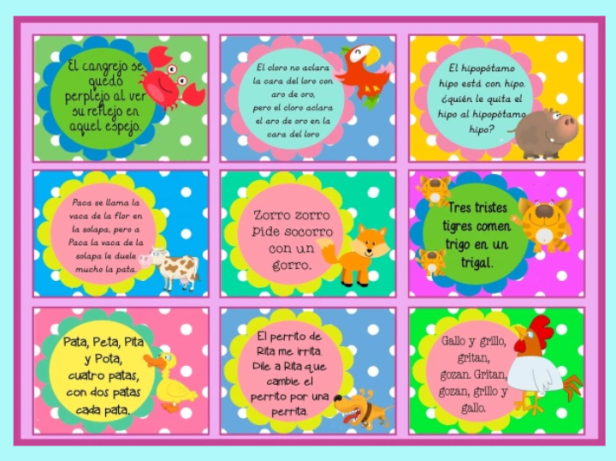 El cangrejo se
quedo
perplejo al ver
su reflejo en
aquel espejo.
El cloro no aclara
la cara del loro con
aro de oro,
pero el cloro aclara
el aro de oro en la
cara del loro
El hipopótamo
hipo está con hipo.
¿quién le quita el
hipo al hipopótamo
hipo?
Paca se llama la
vaca de la flor en
la solapa, pero a
Paca la vaca de la
solapa le duele
mucho la pata.
Zorro zorro
Pide socorro
con un
gorro.
Tres tristes
tigres comen
trigo en un
trigal.
Pata, Peta, Pita
y Pota,
cuatro patas,
con dos patas
cada pata.
El perrito de
Rita me irrita.
Dile a Rita que
cambie el
perrito por una
perrita.
Gallo y grillo,
gritan,
gozan. Gritan,
gozan, grillo y
gallo.